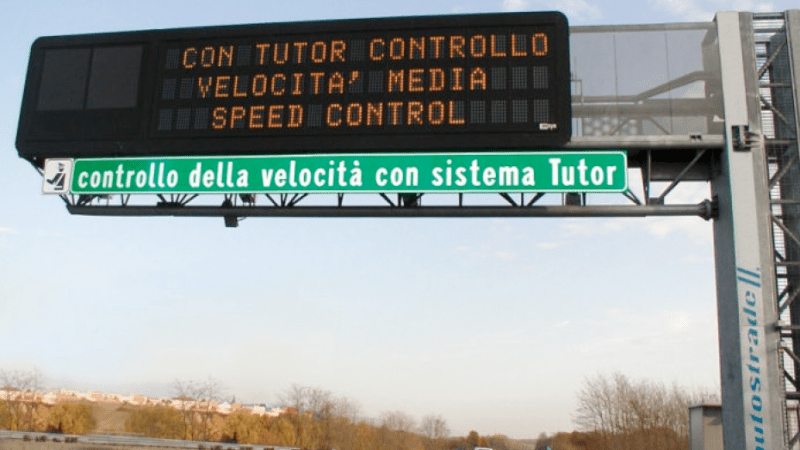 CON TUTOR CONTROLLO
VELOCITA' MEDIA
SPEED CONTROL
controllo della velocità con sistema Tutor
autostrade